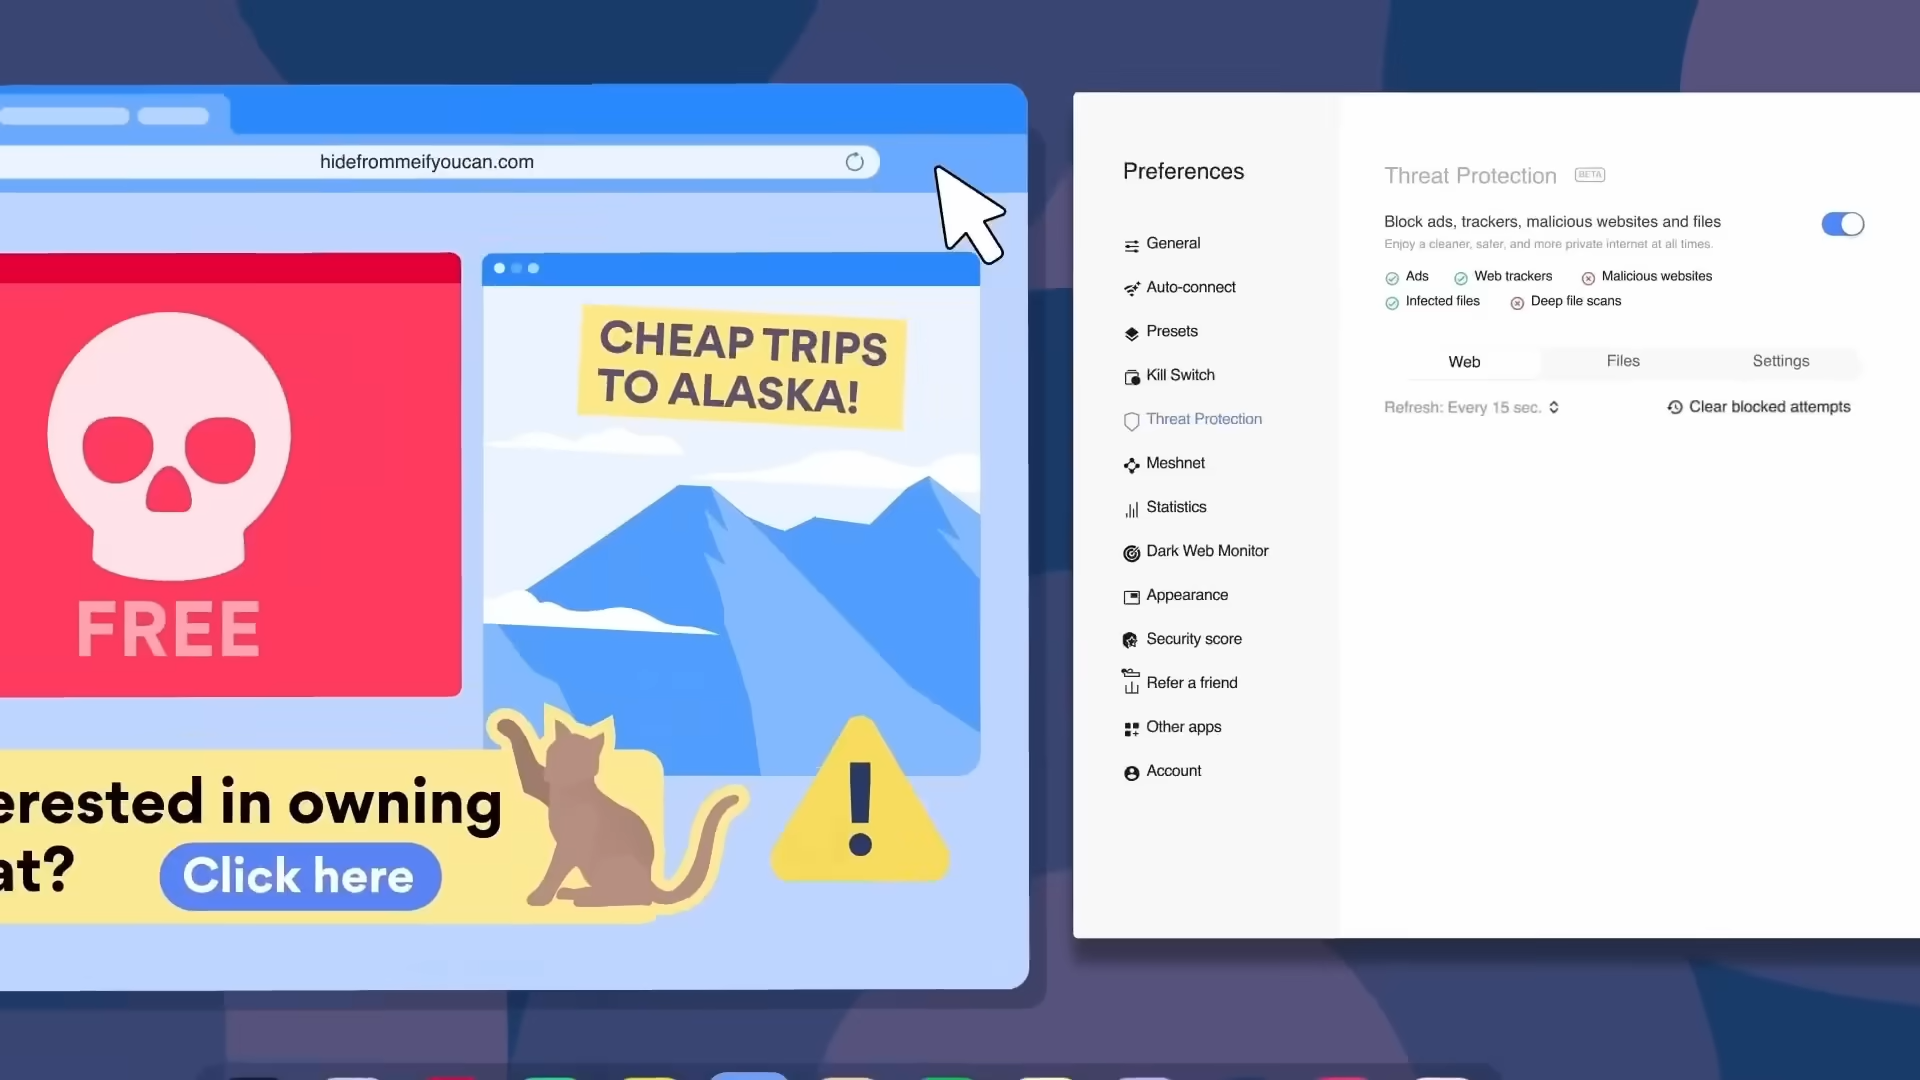 hidefrommeifyoucan.com
FREE
CHEAP TRIPS
TO ALASKA!
erested in owning
at?
Click here
Preferences
General
Auto-connect
Presets
Kill Switch
Threat Protection
Meshnet
Statistics
Dark Web Monitor
Appearance
Security score
Refer a friend
Other apps
Account
Threat Protection BETA
Block ads, trackers, malicious websites and files
Enjoy a cleaner, safer, and more private internet at all times.
Ads Web trackers Malicious websites
Infected files Deep file scans
Web Files Settings
Refresh: Every 15 sec. Clear blocked attempts